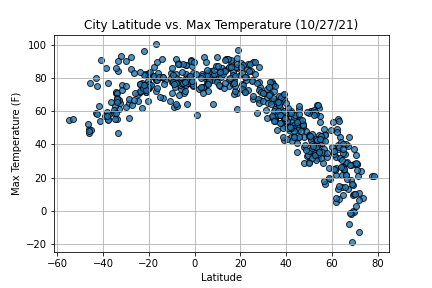 City Latitude vs. Max Temperature (10/27/21)
Max Temperature (F)
100
80
60
40
20
0
−20
−60 −40 −20 0 20 40 60 80
Latitude